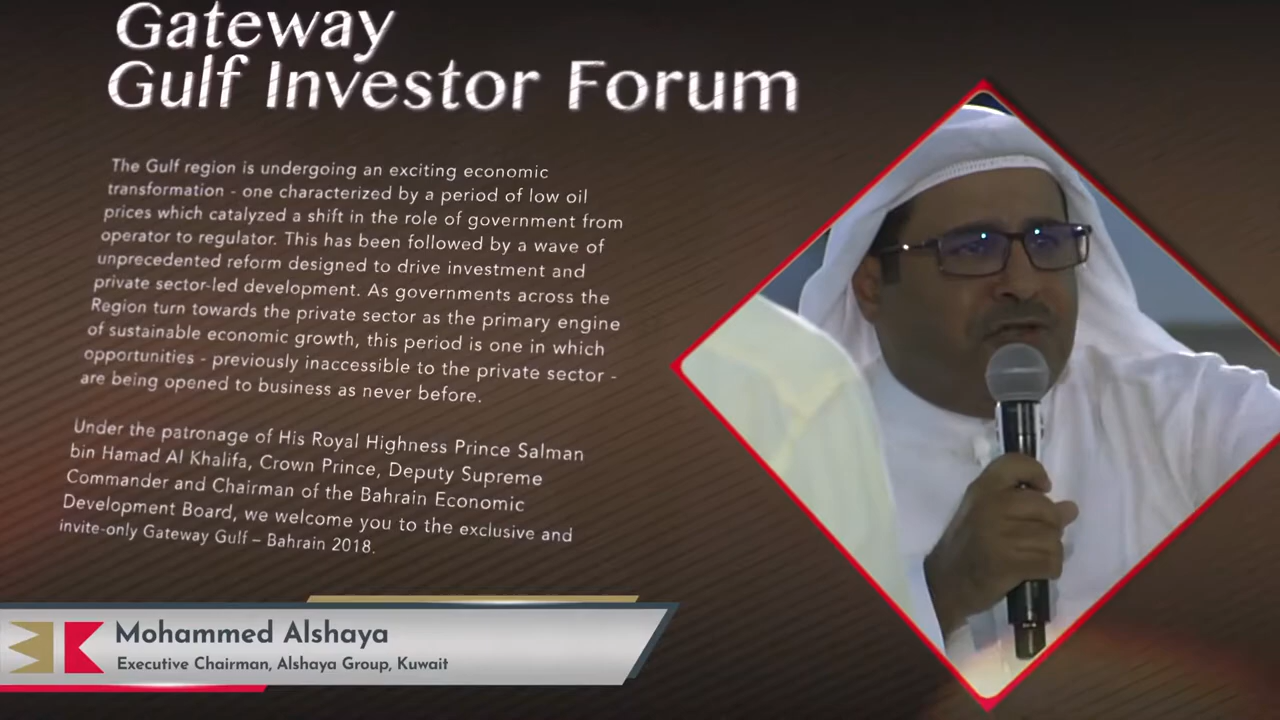 Gateway
Gulf Investor Forum
The Gulf region is undergoing an exciting economic
transformation - one characterized by a period of low oil
prices which catalyzed a shift in the role of government from
operator to regulator. This has been followed by a wave of
unprecedented reform designed to drive investment and
private sector-led development. As governments across the
Region turn towards the private sector as the primary engine
of sustainable economic growth, this period is one in which
opportunities - previously inaccessible to the private sector -
are being opened to business as never before.
Under the patronage of His Royal Highness Prince Salman
bin Hamad Al Khalifa, Crown Prince, Deputy Supreme
Commander and Chairman of the Bahrain Economic
Development Board, we welcome you to the exclusive and
invite-only Gateway Gulf – Bahrain 2018.
Mohammed Alshaya
Executive Chairman, Alshaya Group, Kuwait